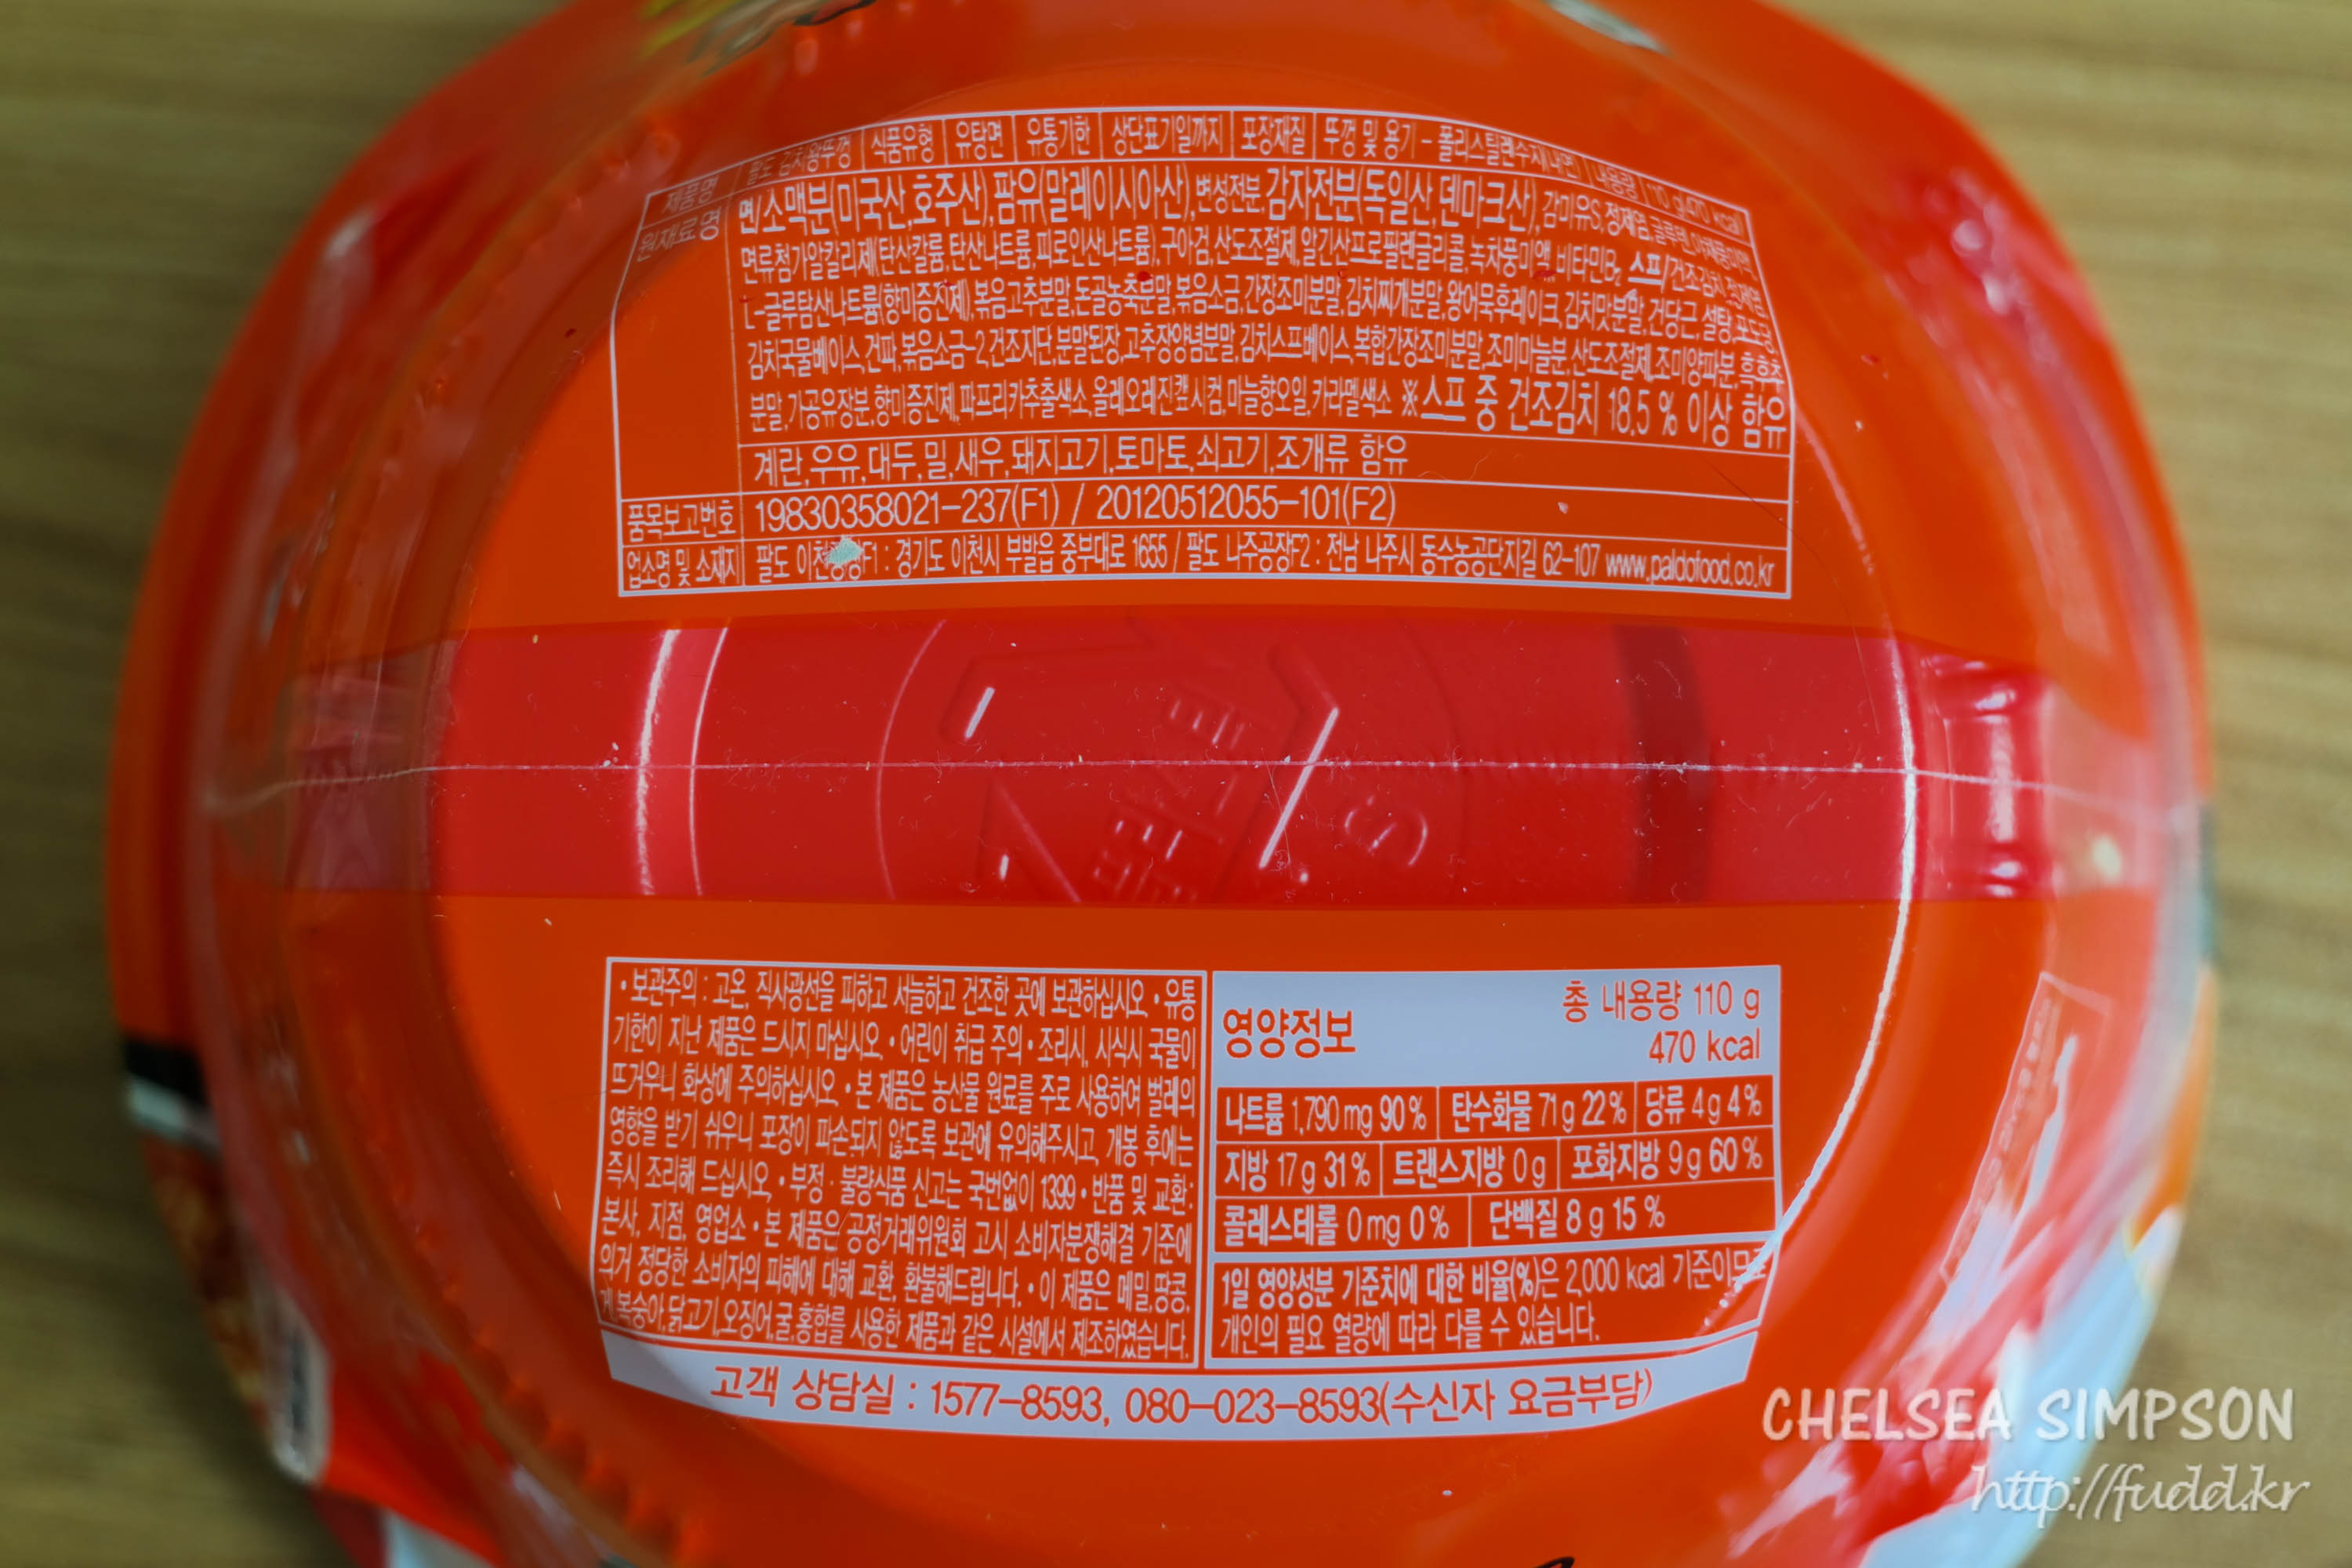 제품명 팔도 김치왕뚜껑 식품유형 유탕면 유통기한 상단표기일까지 포장재질 뚜껑 및 용기 - 폴리스틸렌수지(내면) 내용량 110 g(470 kcal)
원재료명 면/소맥분(미국산,호주산),팜유(말레이시아산),변성전분,감자전분(독일산,덴마크산),감미유S,정제염,글루텐,야채풍미액
면류첨가알칼리제(탄산칼륨,탄산나트륨,피로인산나트륨),구아검,산도조절제,알긴산프로필렌글리콜,녹차풍미액,비타민B₂ 스프/건조김치,정제염
L-글루탐산나트륨(향미증진제),볶음고추분말,돈골농축분말,볶음소금,간장조미분말,김치찌개분말,왕어묵후레이크,김치맛분말,건당근,설탕,포도당
김치국물베이스,건파,볶음소금-2,건조지단,분말된장,고추장양념분말,김치스프베이스,복합간장조미분말,조미마늘분,산도조절제,조미양파분,흑후추
분말,가공유장분,향미증진제,파프리카추출색소,올레오레진캪시컴,마늘향오일,카라멜색소 ※스프 중 건조김치 18.5 % 이상 함유
계란,우유,대두,밀,새우,돼지고기,토마토,쇠고기,조개류 함유
품목보고번호 19830358021-237(F1) / 20120512055-101(F2)
업소명 및 소재지 팔도 이천공장F1 : 경기도 이천시 부발읍 중부대로 1655 / 팔도 나주공장F2 : 전남 나주시 동수농공단지길 62-107 www.paldofood.co.kr
• 보관주의 : 고온, 직사광선을 피하고 서늘하고 건조한 곳에 보관하십시오. • 유통
기한이 지난 제품은 드시지 마십시오. • 어린이 취급 주의 • 조리시, 시식시 국물이
뜨거우니 화상에 주의하십시오. • 본 제품은 농산물 원료를 주로 사용하여 벌레의
영향을 받기 쉬우니 포장이 파손되지 않도록 보관에 유의해주시고, 개봉 후에는
즉시 조리해 드십시오. • 부정 · 불량식품 신고는 국번없이 1399 • 반품 및 교환:
본사, 지점, 영업소 • 본 제품은 공정거래위원회 고시 소비자분쟁해결 기준에
의거 정당한 소비자의 피해에 대해 교환, 환불해드립니다. • 이 제품은 메밀,땅콩,
게,복숭아,닭고기,오징어,굴,홍합를 사용한 제품과 같은 시설에서 제조하였습니다.
영양정보 총 내용량 110 g
470 kcal
나트륨 1,790 mg 90 % 탄수화물 71 g 22 % 당류 4 g 4 %
지방 17 g 31 % 트랜스지방 0 g 포화지방 9 g 60 %
콜레스테롤 0 mg 0 % 단백질 8 g 15 %
1일 영양성분 기준치에 대한 비율(%)은 2,000 kcal 기준이므로
개인의 필요 열량에 따라 다를 수 있습니다.
고객 상담실 : 1577-8593, 080-023-8593(수신자 요금부담)
CHELSEA SIMPSON
http://fudd.kr